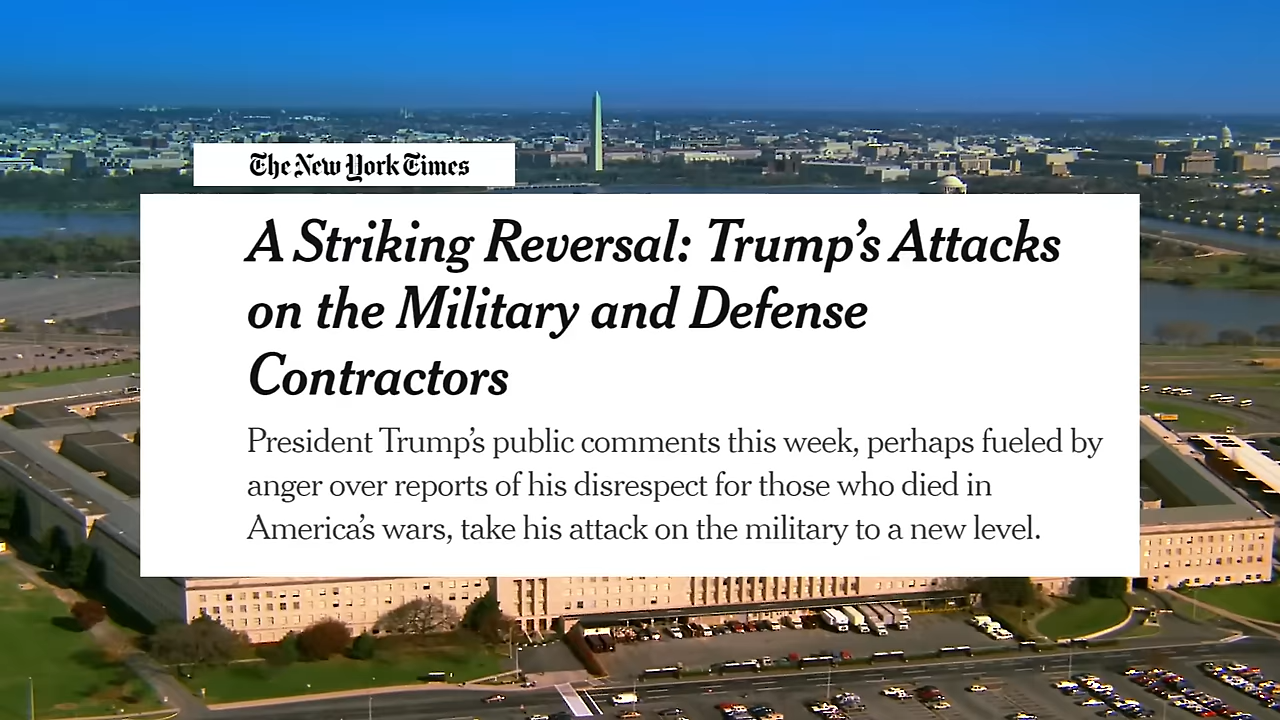 The New York Times
A Striking Reversal: Trump's Attacks
on the Military and Defense
Contractors
President Trump's public comments this week, perhaps fueled by
anger over reports of his disrespect for those who died in
America's wars, take his attack on the military to a new level.